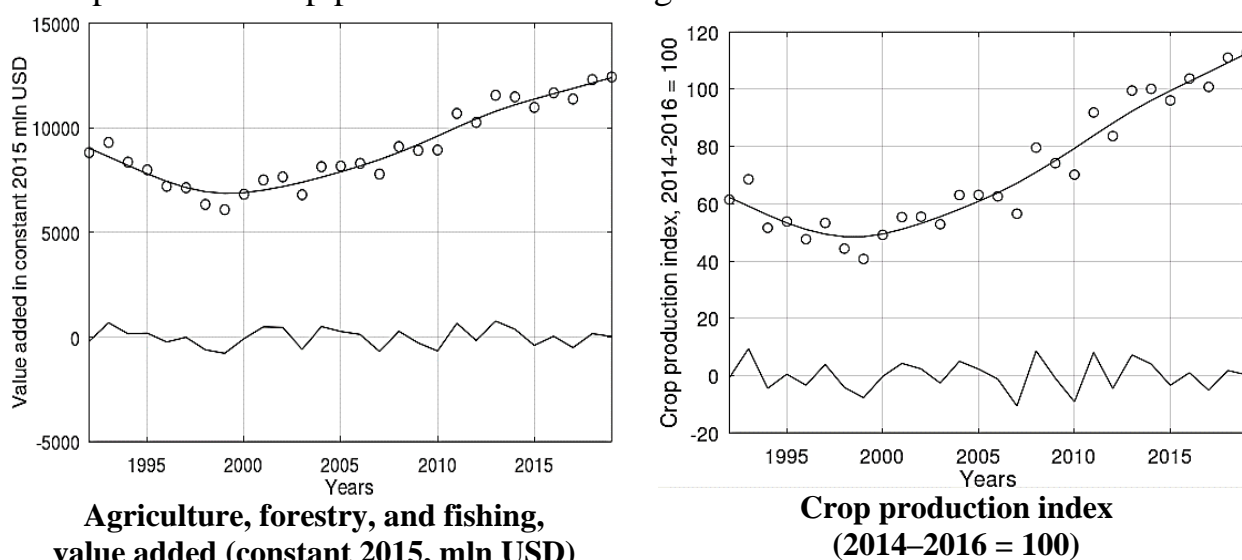 15000
10000
5000
0
-5000
Value added in constant 2015 mln USD
1995 2000 2005 2010 2015
Years
Agriculture, forestry, and fishing,
value added (constant 2015, mln USD)
120
100
80
60
40
20
0
-20
Crop production index, 2014-2016 = 100
1995 2000 2005 2010 2015
Years
Crop production index
(2014–2016 = 100)